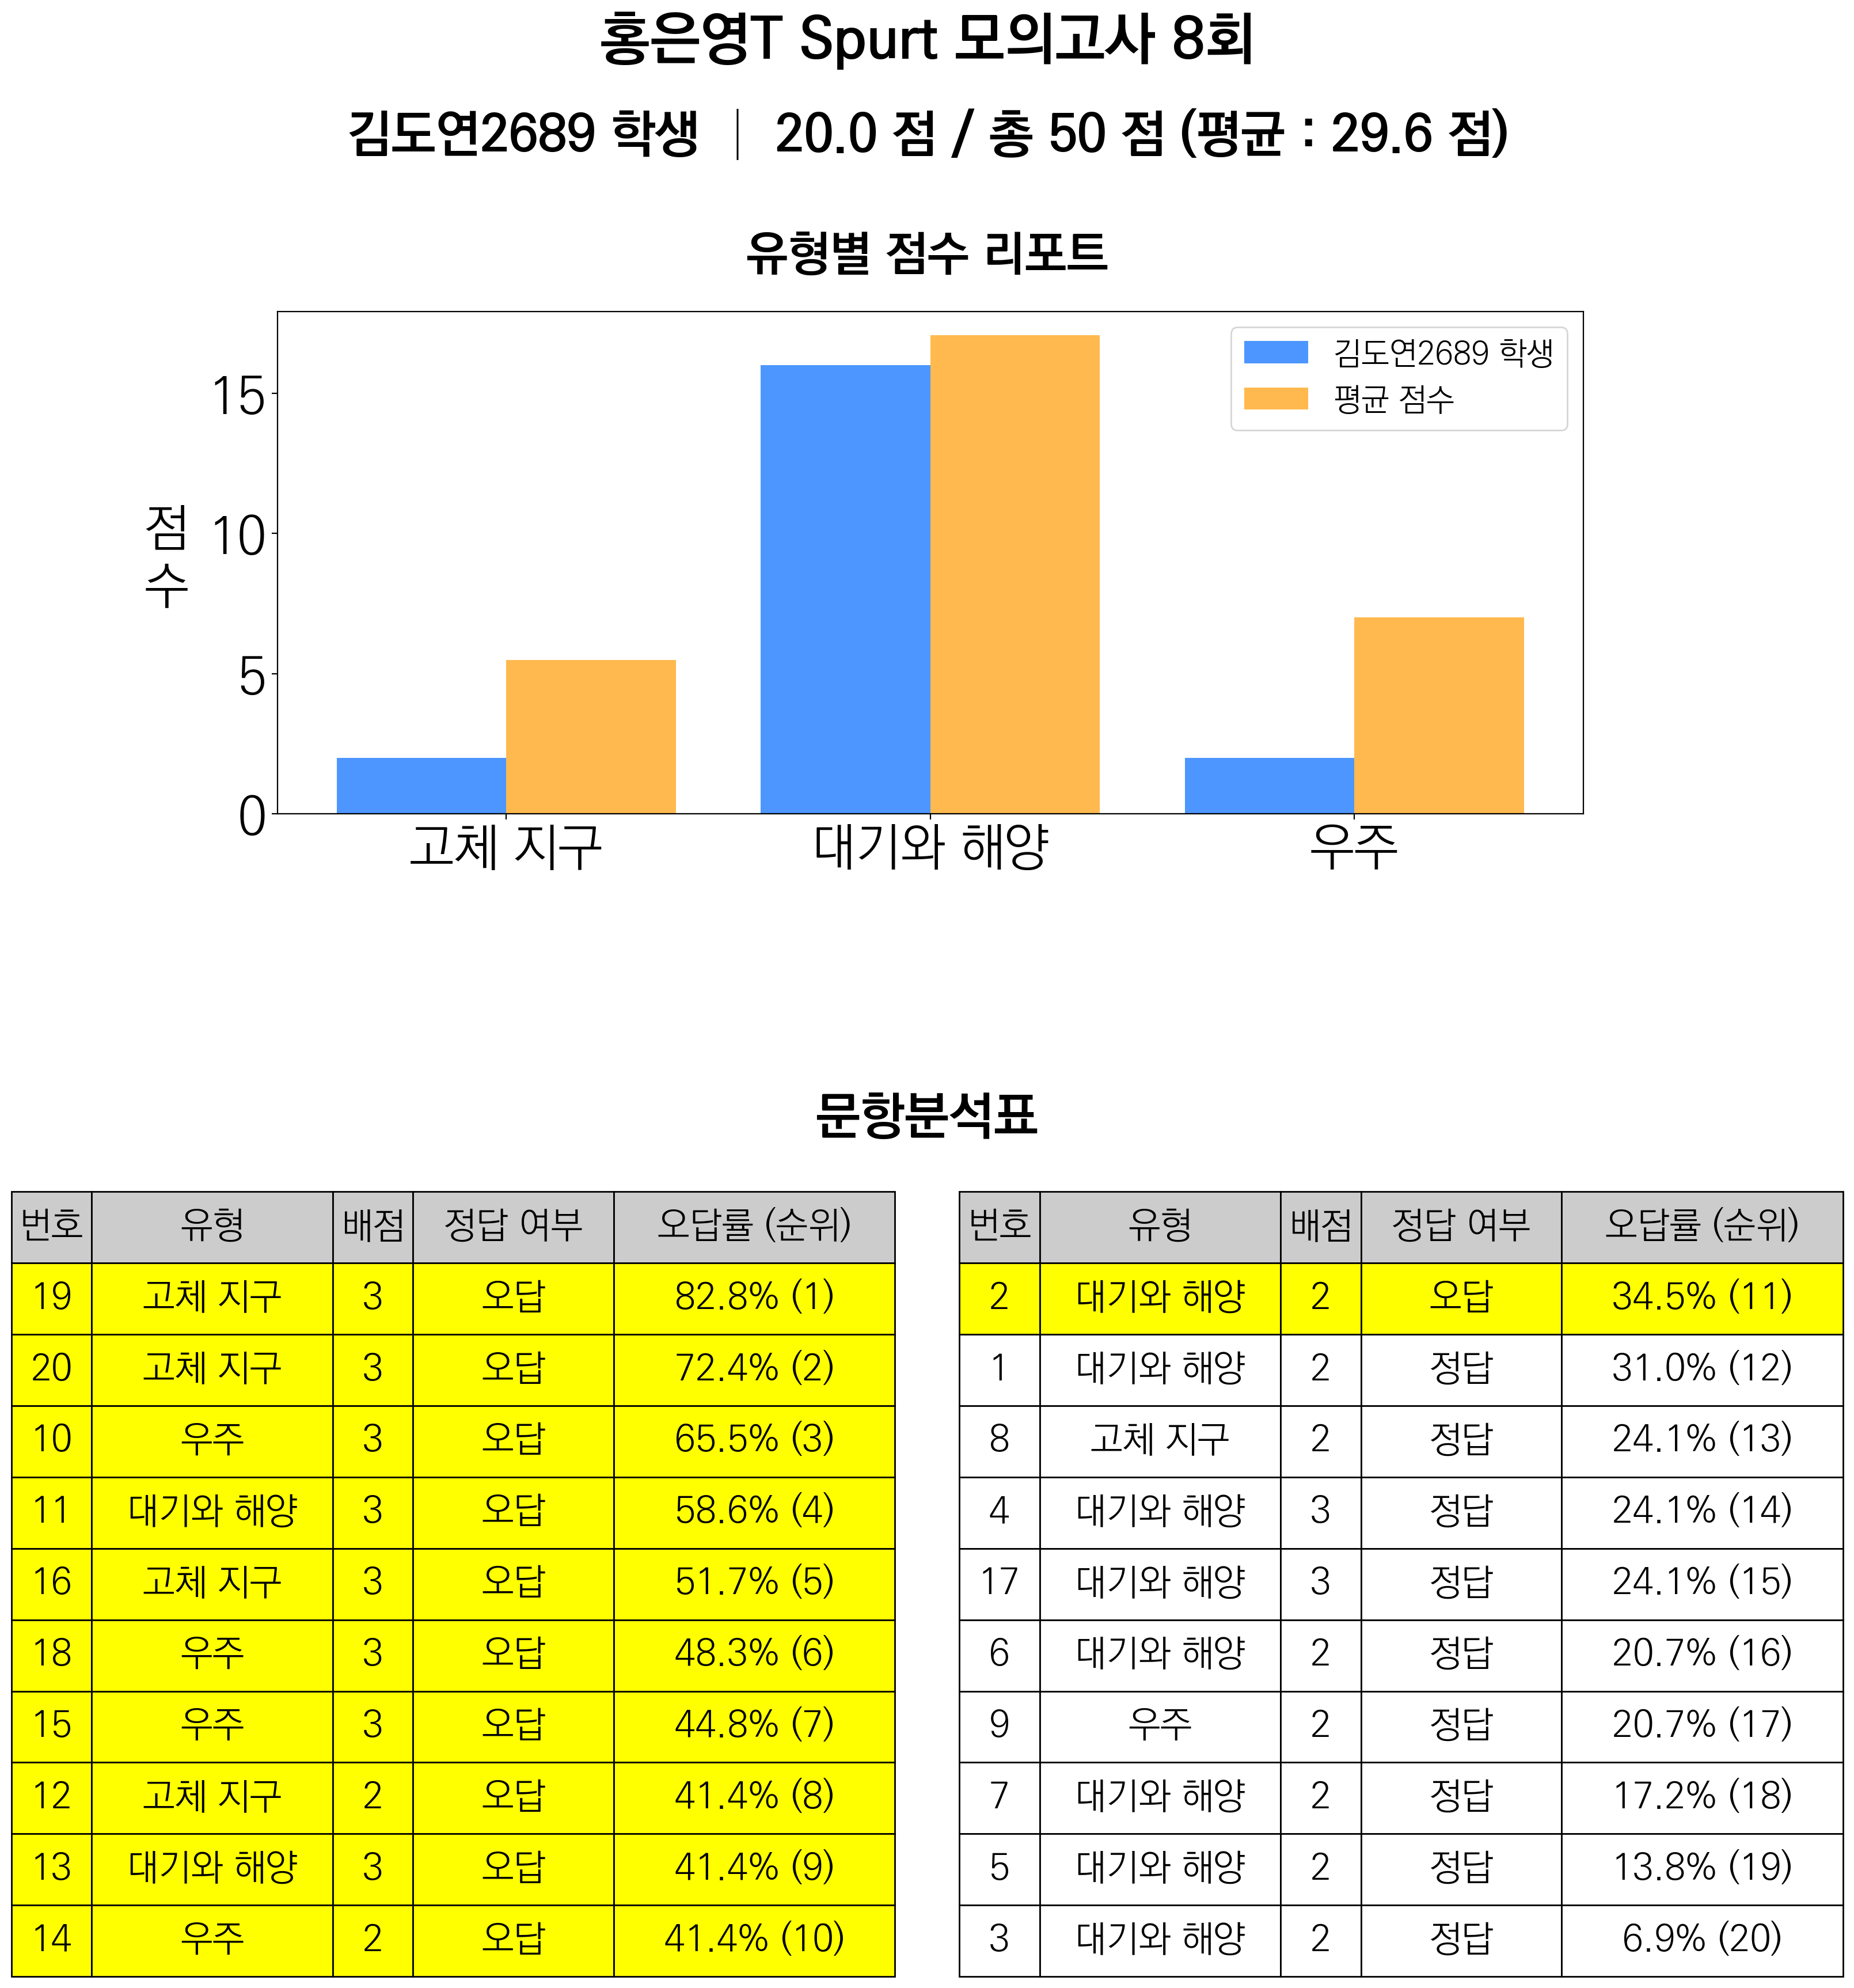 홍은영T Spurt 모의고사 8회
김도연2689 학생 │ 20.0 점 / 총 50 점 (평균 : 29.6 점)
유형별 점수 리포트
김도연2689 학생
평균 점수
점수
15
10
5
0
고체 지구 대기와 해양 우주
문항분석표
번호 유형 배점 정답 여부 오답률 (순위)
19 고체 지구 3 오답 82.8% (1)
20 고체 지구 3 오답 72.4% (2)
10 우주 3 오답 65.5% (3)
11 대기와 해양 3 오답 58.6% (4)
16 고체 지구 3 오답 51.7% (5)
18 우주 3 오답 48.3% (6)
15 우주 3 오답 44.8% (7)
12 고체 지구 2 오답 41.4% (8)
13 대기와 해양 3 오답 41.4% (9)
14 우주 2 오답 41.4% (10)
번호 유형 배점 정답 여부 오답률 (순위)
2 대기와 해양 2 오답 34.5% (11)
1 대기와 해양 2 정답 31.0% (12)
8 고체 지구 2 정답 24.1% (13)
4 대기와 해양 3 정답 24.1% (14)
17 대기와 해양 3 정답 24.1% (15)
6 대기와 해양 2 정답 20.7% (16)
9 우주 2 정답 20.7% (17)
7 대기와 해양 2 정답 17.2% (18)
5 대기와 해양 2 정답 13.8% (19)
3 대기와 해양 2 정답 6.9% (20)